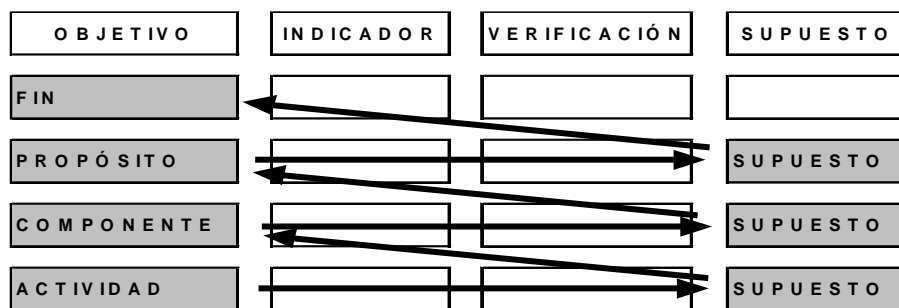 OBJETIVO INDICADOR VERIFICACIÓN SUPUESTO
FIN
PROPÓSITO SUPUESTO
COMPONENTE SUPUESTO
ACTIVIDAD SUPUESTO